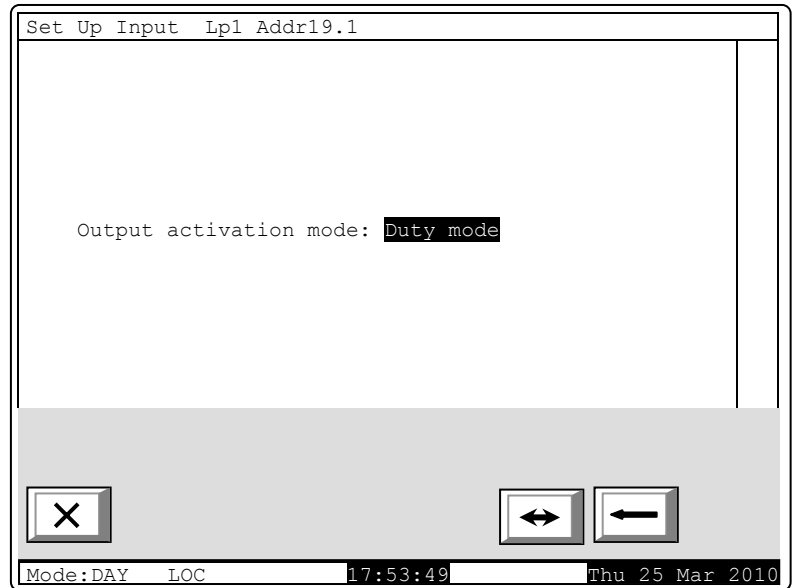 Set Up Input Lp1 Addr19.1
Output activation mode: Duty mode
Mode:DAY LOC 17:53:49 Thu 25 Mar 2010